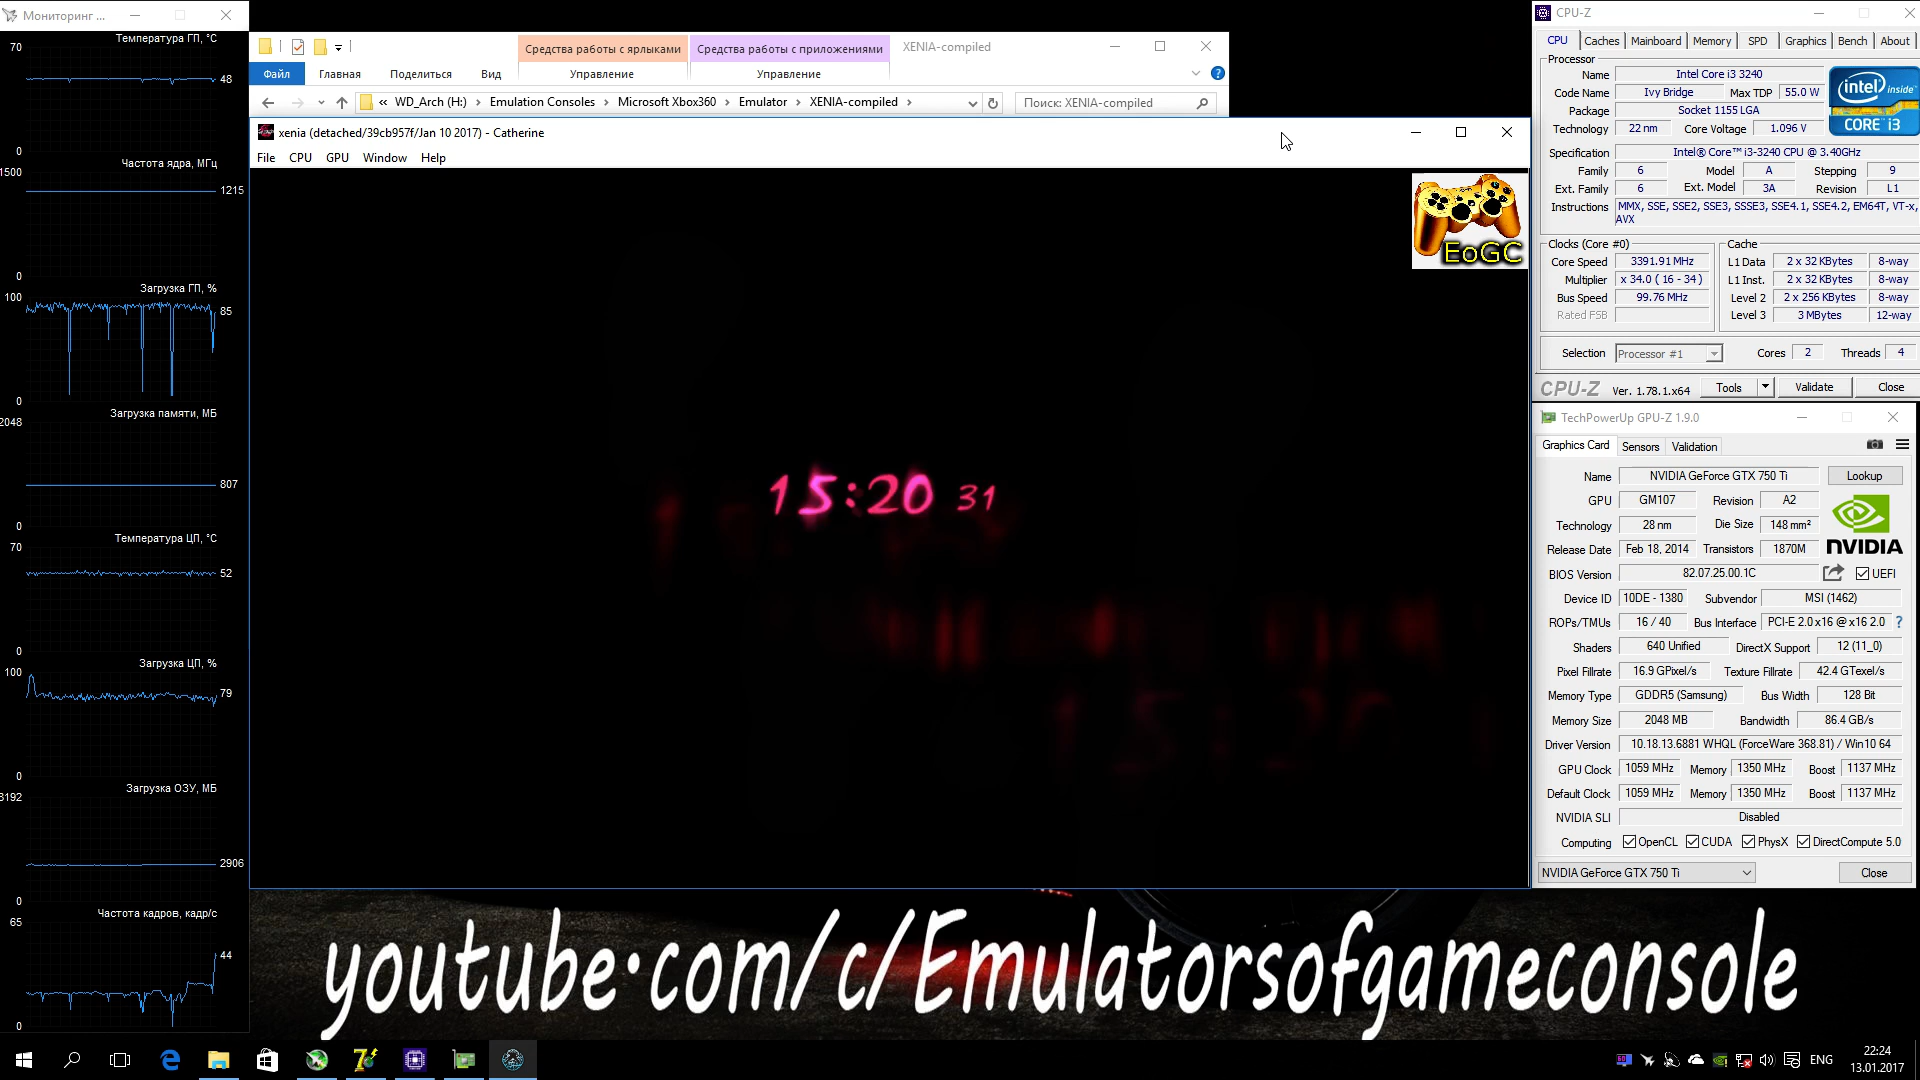 Мониторинг ...
Температура ГП, °C
70
48
0
Частота ядра, МГц
1500
1215
0
Загрузка ГП, %
100
85
0
Загрузка памяти, МБ
2048
807
0
Температура ЦП, °C
70
52
0
Загрузка ЦП, %
100
79
0
Загрузка ОЗУ, МБ
8192
2906
0
Частота кадров, кадр/с
65
44
0
Средства работы с ярлыками
Средства работы с приложениями
XENIA-compiled
Файл Главная Поделиться Вид Управление Управление
« WD_Arch (H:) Emulation Consoles Microsoft Xbox360 Emulator XENIA-compiled
Поиск: XENIA-compiled
xenia (detached/39cb957f/Jan 10 2017) - Catherine
File CPU GPU Window Help
EoGC
15:20 31
youtube.com/c/Emulatorsofgameconsole
CPU-Z
CPU Caches Mainboard Memory SPD Graphics Bench About
Processor
Name Intel Core i3 3240
Code Name Ivy Bridge Max TDP 55.0 W
Package Socket 1155 LGA
Technology 22 nm Core Voltage 1.096 V
intel inside™
CORE i3
Specification Intel® Core™ i3-3240 CPU @ 3.40GHz
Family 6 Model A Stepping 9
Ext. Family 6 Ext. Model 3A Revision L1
Instructions MMX, SSE, SSE2, SSE3, SSSE3, SSE4.1, SSE4.2, EM64T, VT-x,
AVX
Clocks (Core #0)
Core Speed 3391.91 MHz
Multiplier x 34.0 ( 16 - 34 )
Bus Speed 99.76 MHz
Rated FSB
Cache
L1 Data 2 x 32 KBytes 8-way
L1 Inst. 2 x 32 KBytes 8-way
Level 2 2 x 256 KBytes 8-way
Level 3 3 MBytes 12-way
Selection Processor #1 Cores 2 Threads 4
CPU-Z Ver. 1.78.1.x64 Tools Validate Close
TechPowerUp GPU-Z 1.9.0
Graphics Card Sensors Validation
Name NVIDIA GeForce GTX 750 Ti Lookup
GPU GM107 Revision A2
Technology 28 nm Die Size 148 mm²
Release Date Feb 18, 2014 Transistors 1870M
NVIDIA
BIOS Version 82.07.25.00.1C UEFI
Device ID 10DE - 1380 Subvendor MSI (1462)
ROPs/TMUs 16 / 40 Bus Interface PCI-E 2.0 x16 @ x16 2.0 ?
Shaders 640 Unified DirectX Support 12 (11_0)
Pixel Fillrate 16.9 GPixel/s Texture Fillrate 42.4 GTexel/s
Memory Type GDDR5 (Samsung) Bus Width 128 Bit
Memory Size 2048 MB Bandwidth 86.4 GB/s
Driver Version 10.18.13.6881 WHQL (ForceWare 368.81) / Win10 64
GPU Clock 1059 MHz Memory 1350 MHz Boost 1137 MHz
Default Clock 1059 MHz Memory 1350 MHz Boost 1137 MHz
NVIDIA SLI Disabled
Computing OpenCL CUDA PhysX DirectCompute 5.0
NVIDIA GeForce GTX 750 Ti Close
ENG
22:24
13.01.2017